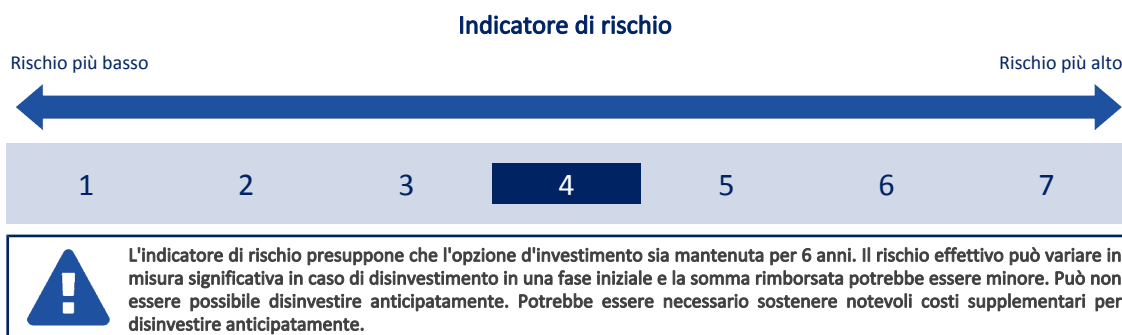 Indicatore di rischio
Rischio più basso
Rischio più alto
1 2 3 4 5 6 7
L'indicatore di rischio presuppone che l'opzione d'investimento sia mantenuta per 6 anni. Il rischio effettivo può variare in
misura significativa in caso di disinvestimento in una fase iniziale e la somma rimborsata potrebbe essere minore. Può non
essere possibile disinvestire anticipatamente. Potrebbe essere necessario sostenere notevoli costi supplementari per
disinvestire anticipatamente.